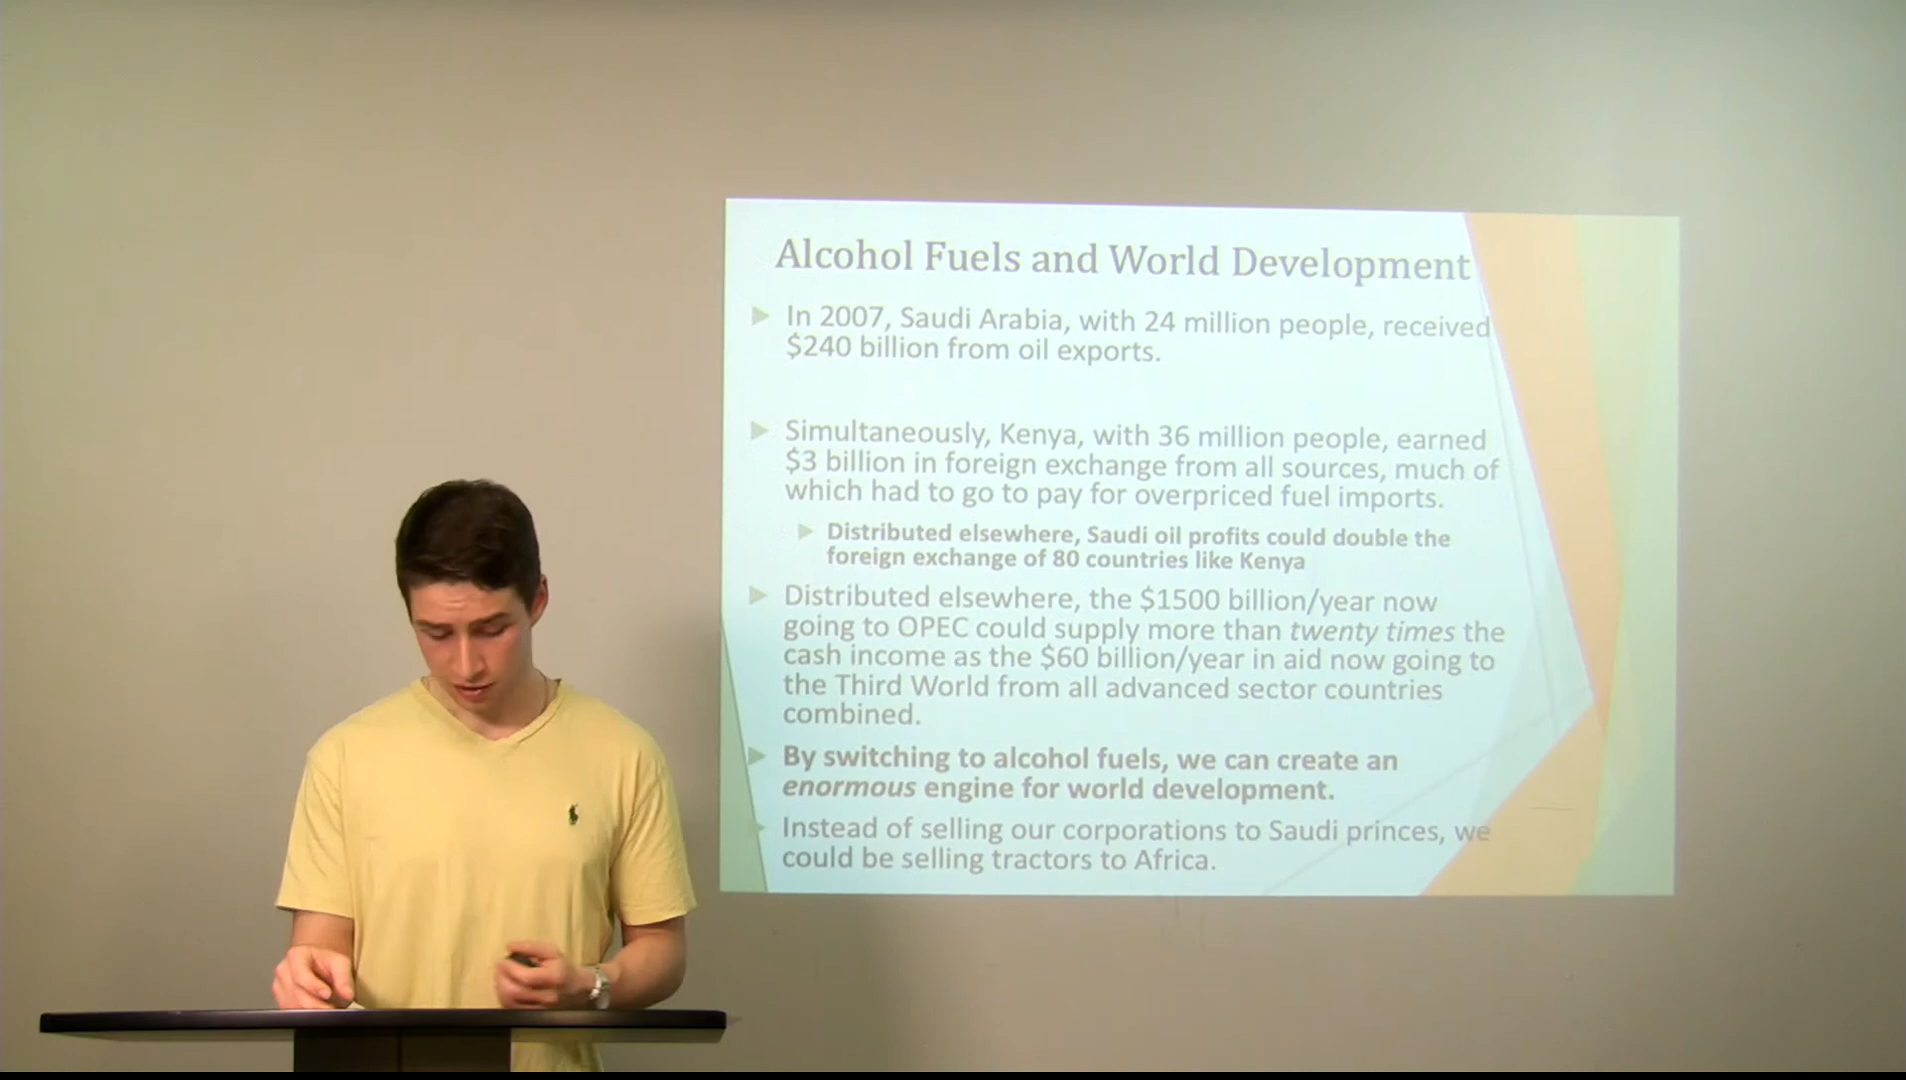 Alcohol Fuels and World Development
In 2007, Saudi Arabia, with 24 million people, received
$240 billion from oil exports.
Simultaneously, Kenya, with 36 million people, earned
$3 billion in foreign exchange from all sources, much of
which had to go to pay for overpriced fuel imports.
Distributed elsewhere, Saudi oil profits could double the
foreign exchange of 80 countries like Kenya
Distributed elsewhere, the $1500 billion/year now
going to OPEC could supply more than twenty times the
cash income as the $60 billion/year in aid now going to
the Third World from all advanced sector countries
combined.
By switching to alcohol fuels, we can create an
enormous engine for world development.
Instead of selling our corporations to Saudi princes, we
could be selling tractors to Africa.